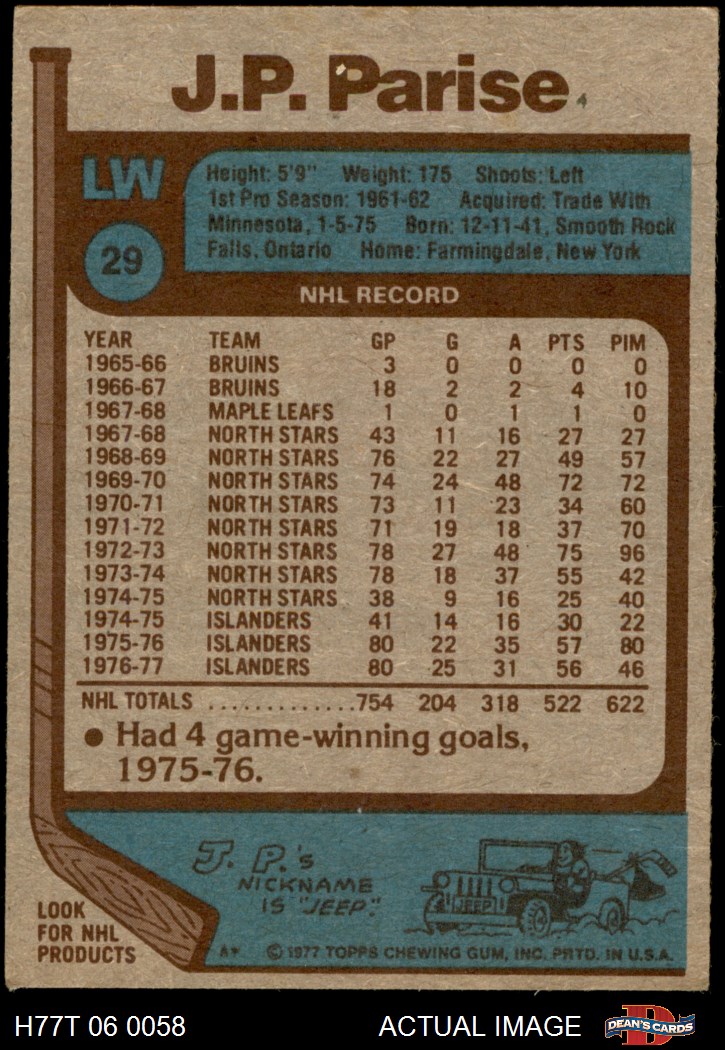 J.P. Parise
LW
29
Height: 5'9" Weight: 175 Shoots: Left
1st Pro Season: 1961-62 Acquired: Trade With
Minnesota, 1-5-75 Born: 12-11-41, Smooth Rock
Falls, Ontario Home: Farmingdale, New York
NHL RECORD
YEAR TEAM GP G A PTS PIM
1965-66 BRUINS 3 0 0 0 0
1966-67 BRUINS 18 2 2 4 10
1967-68 MAPLE LEAFS 1 0 1 1 0
1967-68 NORTH STARS 43 11 16 27 27
1968-69 NORTH STARS 76 22 27 49 57
1969-70 NORTH STARS 74 24 48 72 72
1970-71 NORTH STARS 73 11 23 34 60
1971-72 NORTH STARS 71 19 18 37 70
1972-73 NORTH STARS 78 27 48 75 96
1973-74 NORTH STARS 78 18 37 55 42
1974-75 NORTH STARS 38 9 16 25 40
1974-75 ISLANDERS 41 14 16 30 22
1975-76 ISLANDERS 80 22 35 57 80
1976-77 ISLANDERS 80 25 31 56 46
NHL TOTALS .............754 204 318 522 622
● Had 4 game-winning goals,
1975-76.
J. P.'s
NICKNAME
IS "JEEP."
JEEP
LOOK
FOR NHL
PRODUCTS
A* © 1977 TOPPS CHEWING GUM, INC. PRTD. IN U.S.A.
H77T 06 0058 ACTUAL IMAGE
D
DEAN'S CARDS